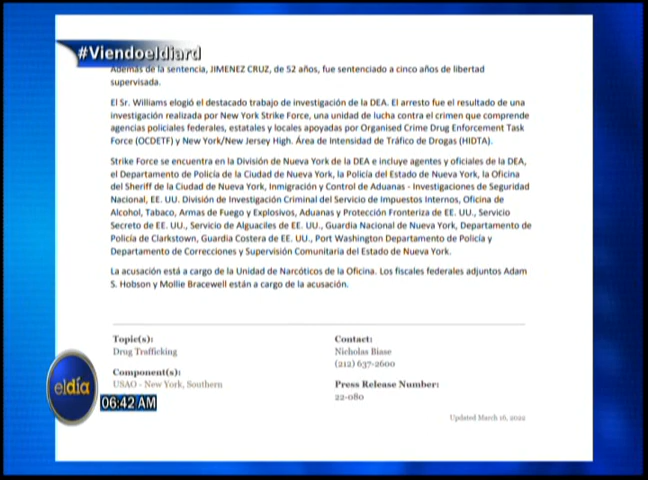 #Viendoeldiard
Además de la sentencia, JIMENEZ CRUZ, de 52 años, fue sentenciado a cinco años de libertad
supervisada.
El Sr. Williams elogió el destacado trabajo de investigación de la DEA. El arresto fue el resultado de una
investigación realizada por New York Strike Force, una unidad de lucha contra el crimen que comprende
agencias policiales federales, estatales y locales apoyadas por Organised Crime Drug Enforcement Task
Force (OCDETF) y New York/New Jersey High. Área de Intensidad de Tráfico de Drogas (HIDTA).
Strike Force se encuentra en la División de Nueva York de la DEA e incluye agentes y oficiales de la DEA,
el Departamento de Policía de la Ciudad de Nueva York, la Policía del Estado de Nueva York, la Oficina
del Sheriff de la Ciudad de Nueva York, Inmigración y Control de Aduanas - Investigaciones de Seguridad
Nacional, EE. UU. División de Investigación Criminal del Servicio de Impuestos Internos, Oficina de
Alcohol, Tabaco, Armas de Fuego y Explosivos, Aduanas y Protección Fronteriza de EE. UU., Servicio
Secreto de EE. UU., Servicio de Alguaciles de EE. UU., Guardia Nacional de Nueva York, Departamento de
Policía de Clarkstown, Guardia Costera de EE. UU., Port Washington Departamento de Policía y
Departamento de Correcciones y Supervisión Comunitaria del Estado de Nueva York.
La acusación está a cargo de la Unidad de Narcóticos de la Oficina. Los fiscales federales adjuntos Adam
S. Hobson y Mollie Bracewell están a cargo de la acusación.
Topic(s):
Drug Trafficking
Component(s):
USAO - New York, Southern
Contact:
Nicholas Biase
(212) 637-2600
Press Release Number:
22-080
Updated March 16, 2022
eldía
06:42 AM